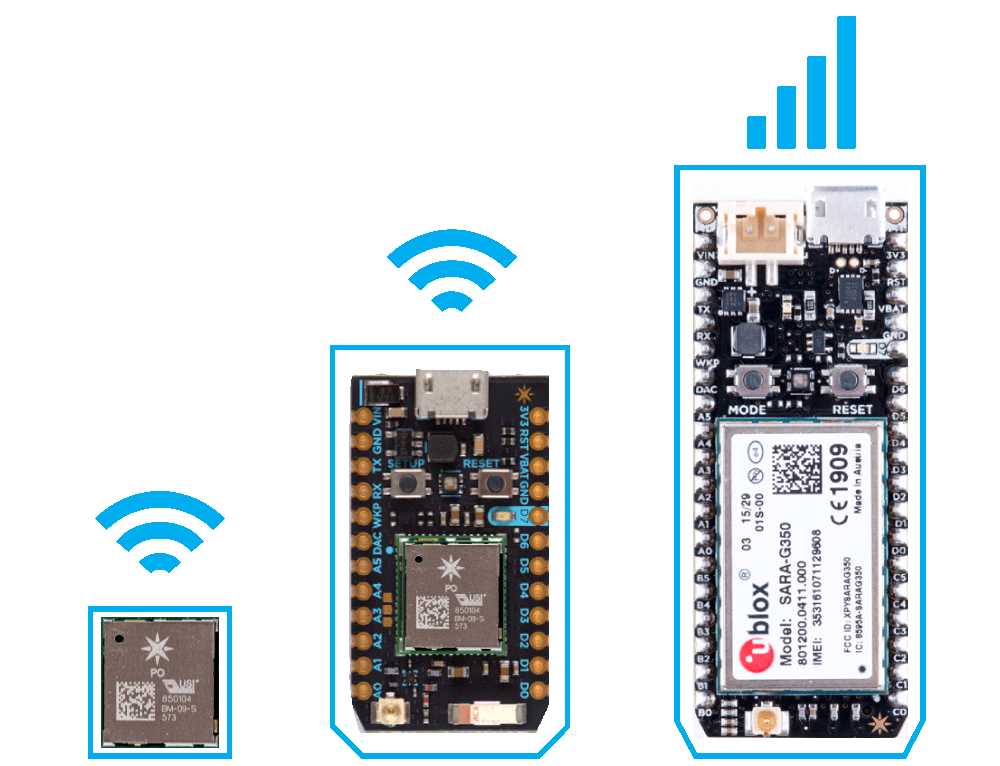 PO
USI
850104
BM-09-S
573
VIN
GND
TX
RX
WKP
DAC
A5
A4
A3
A2
A1
A0
3V3
RST
VBAT
GND
D7
D6
D5
D4
D3
D2
D1
D0
SETUP
RESET
PO
USI
850104
BM-09-S
573
VIN
GND
TX
RX
WKP
DAC
A5
A4
A3
A2
A1
A0
B5
B4
B3
B2
B1
B0
3V3
RST
VBAT
GND
D7
D6
D5
D4
D3
D2
D1
D0
C5
C4
C3
C2
C1
C0
MODE
RESET
ublox ®
03 15/29
01S-00
e4
CE1909
Made in Austria
Model: SARA-G350
801200.0411.000
IMEI: 353161071129608
FCC ID: XPYSARAG350
IC: 8595A-SARAG350